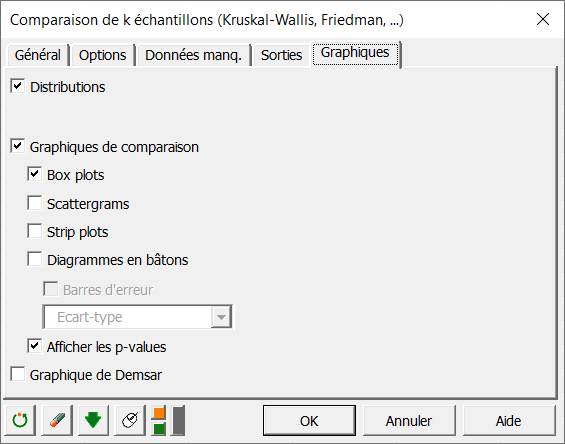 Comparaison de k échantillons (Kruskal-Wallis, Friedman, ...)
Général Options Données manq. Sorties Graphiques
Distributions
Graphiques de comparaison
Box plots
Scattergrams
Strip plots
Diagrammes en bâtons
Barres d'erreur
Ecart-type
Afficher les p-values
Graphique de Demsar
OK Annuler Aide